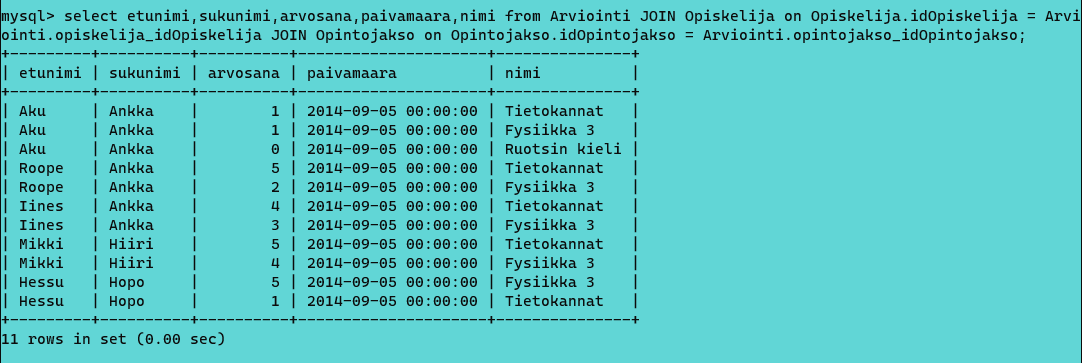 mysql> select etunimi,sukunimi,arvosana,paivamaara,nimi from Arviointi JOIN Opiskelija on Opiskelija.idOpiskelija = Arvi
ointi.opiskelija_idOpiskelija JOIN Opintojakso on Opintojakso.idOpintojakso = Arviointi.opintojakso_idOpintojakso;
+---------+----------+----------+---------------------+---------------+
| etunimi | sukunimi | arvosana | paivamaara          | nimi          |
+---------+----------+----------+---------------------+---------------+
| Aku     | Ankka    |        1 | 2014-09-05 00:00:00 | Tietokannat   |
| Aku     | Ankka    |        1 | 2014-09-05 00:00:00 | Fysiikka 3    |
| Aku     | Ankka    |        0 | 2014-09-05 00:00:00 | Ruotsin kieli |
| Roope   | Ankka    |        5 | 2014-09-05 00:00:00 | Tietokannat   |
| Roope   | Ankka    |        2 | 2014-09-05 00:00:00 | Fysiikka 3    |
| Iines   | Ankka    |        4 | 2014-09-05 00:00:00 | Tietokannat   |
| Iines   | Ankka    |        3 | 2014-09-05 00:00:00 | Fysiikka 3    |
| Mikki   | Hiiri    |        5 | 2014-09-05 00:00:00 | Tietokannat   |
| Mikki   | Hiiri    |        4 | 2014-09-05 00:00:00 | Fysiikka 3    |
| Hessu   | Hopo     |        5 | 2014-09-05 00:00:00 | Fysiikka 3    |
| Hessu   | Hopo     |        1 | 2014-09-05 00:00:00 | Tietokannat   |
+---------+----------+----------+---------------------+---------------+
11 rows in set (0.00 sec)